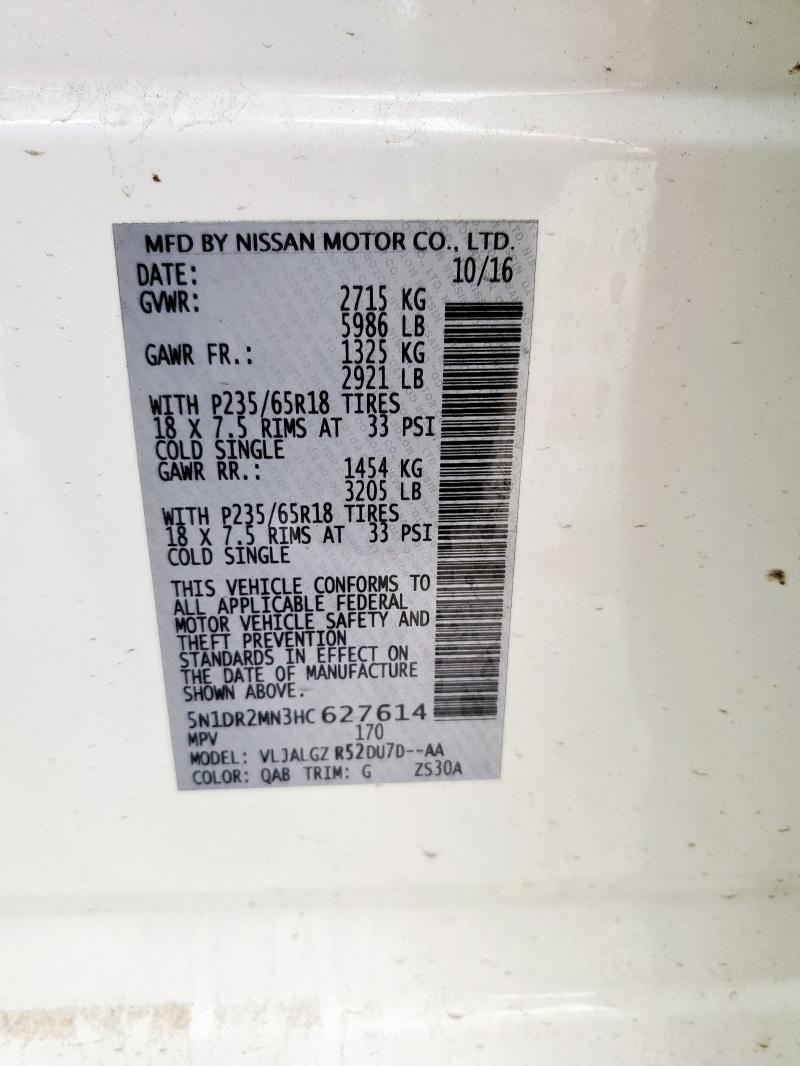 MFD BY NISSAN MOTOR CO., LTD.
DATE: 10/16
GVWR: 2715 KG
5986 LB
GAWR FR.: 1325 KG
2921 LB
WITH P235/65R18 TIRES
18 X 7.5 RIMS AT 33 PSI
COLD SINGLE
GAWR RR.: 1454 KG
3205 LB
WITH P235/65R18 TIRES
18 X 7.5 RIMS AT 33 PSI
COLD SINGLE
THIS VEHICLE CONFORMS TO
ALL APPLICABLE FEDERAL
MOTOR VEHICLE SAFETY AND
THEFT PREVENTION
STANDARDS IN EFFECT ON
THE DATE OF MANUFACTURE
SHOWN ABOVE.
5N1DR2MN3HC627614
MPV 170
MODEL: VLJALGZ R52DU7D--AA
COLOR: QAB TRIM: G ZS30A